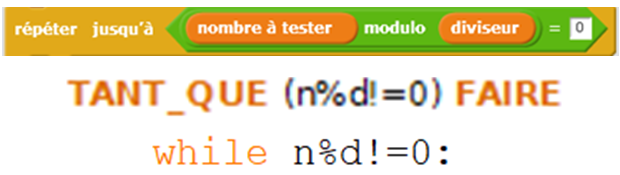 répéter jusqu'à nombre à tester modulo diviseur = 0
TANT_QUE (n%d!=0) FAIRE
while n%d!=0: